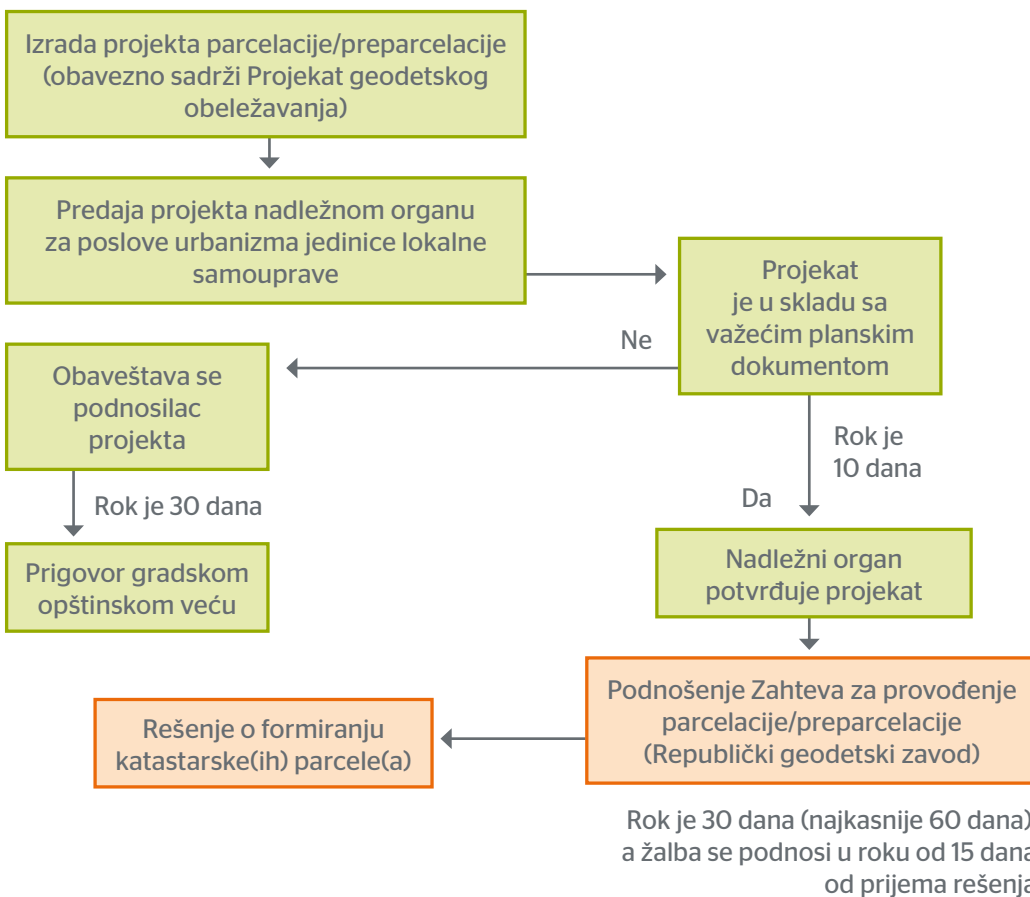 Izrada projekta parcelacije/preparcelacije
(obavezno sadrži Projekat geodetskog
obeležavanja)
Predaja projekta nadležnom organu
za poslove urbanizma jedinice lokalne
samouprave
Projekat
je u skladu sa
važećim planskim
dokumentom
Ne
Obaveštava se
podnosilac
projekta
Rok je
10 dana
Da
Rok je 30 dana
Prigovor gradskom
opštinskom veću
Nadležni organ
potvrđuje projekat
Podnošenje Zahteva za provođenje
parcelacije/preparcelacije
(Republički geodetski zavod)
Rešenje o formiranju
katastarske(ih) parcele(a)
Rok je 30 dana (najkasnije 60 dana)
a žalba se podnosi u roku od 15 dana
od prijema rešenja